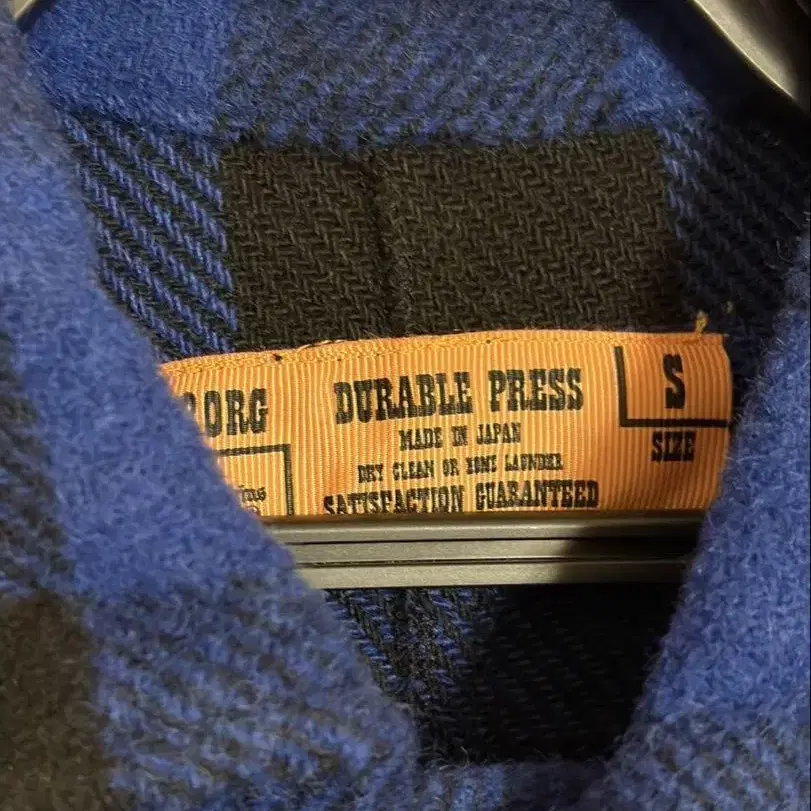 ORG
DURABLE PRESS
MADE IN JAPAN
DRY CLEAN OR HOME LAUNDER
SATISFACTION GUARANTEED
S
SIZE